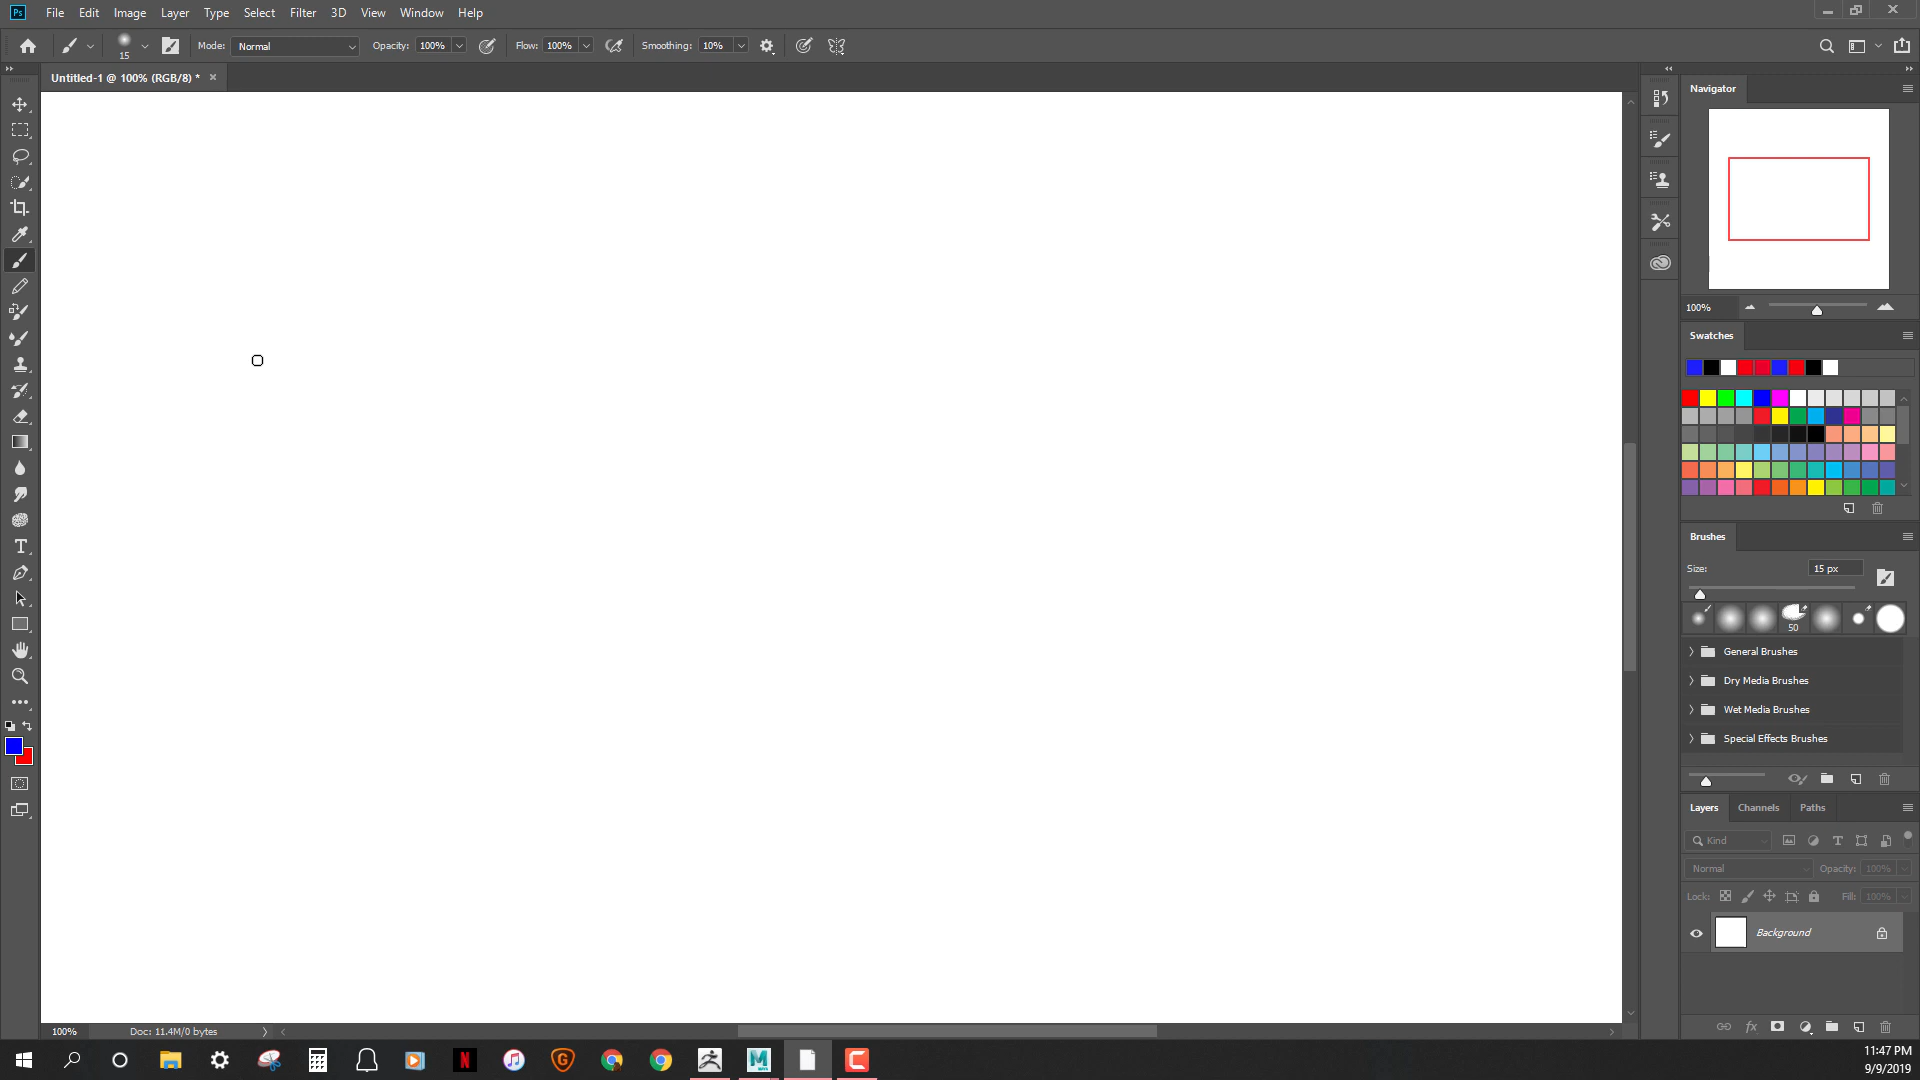 Ps File Edit Image Layer Type Select Filter 3D View Window Help
15 Mode: Normal Opacity: 100% Flow: 100% Smoothing: 10%
Untitled-1 @ 100% (RGB/8) * ×
Navigator
100%
Swatches
Brushes
Size: 15 px
50
General Brushes
Dry Media Brushes
Wet Media Brushes
Special Effects Brushes
Layers Channels Paths
Kind
Normal Opacity: 100%
Lock: Fill: 100%
Background
100% Doc: 11.4M/0 bytes
11:47 PM
9/9/2019